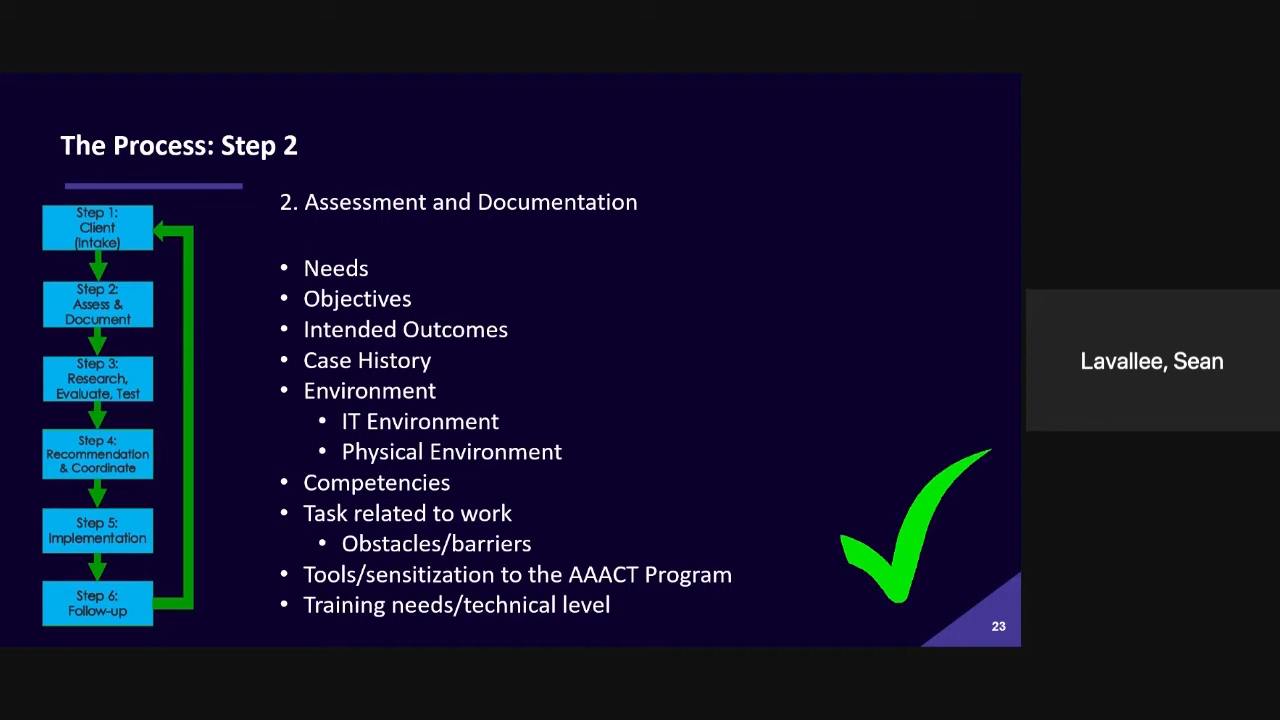 The Process: Step 2
Step 1:
Client
(Intake)
Step 2:
Assess &
Document
Step 3:
Research,
Evaluate, Test
Step 4:
Recommendation
& Coordinate
Step 5:
Implementation
Step 6:
Follow-up
2. Assessment and Documentation
• Needs
• Objectives
• Intended Outcomes
• Case History
• Environment
• IT Environment
• Physical Environment
• Competencies
• Task related to work
• Obstacles/barriers
• Tools/sensitization to the AAACT Program
• Training needs/technical level
23
Lavallee, Sean